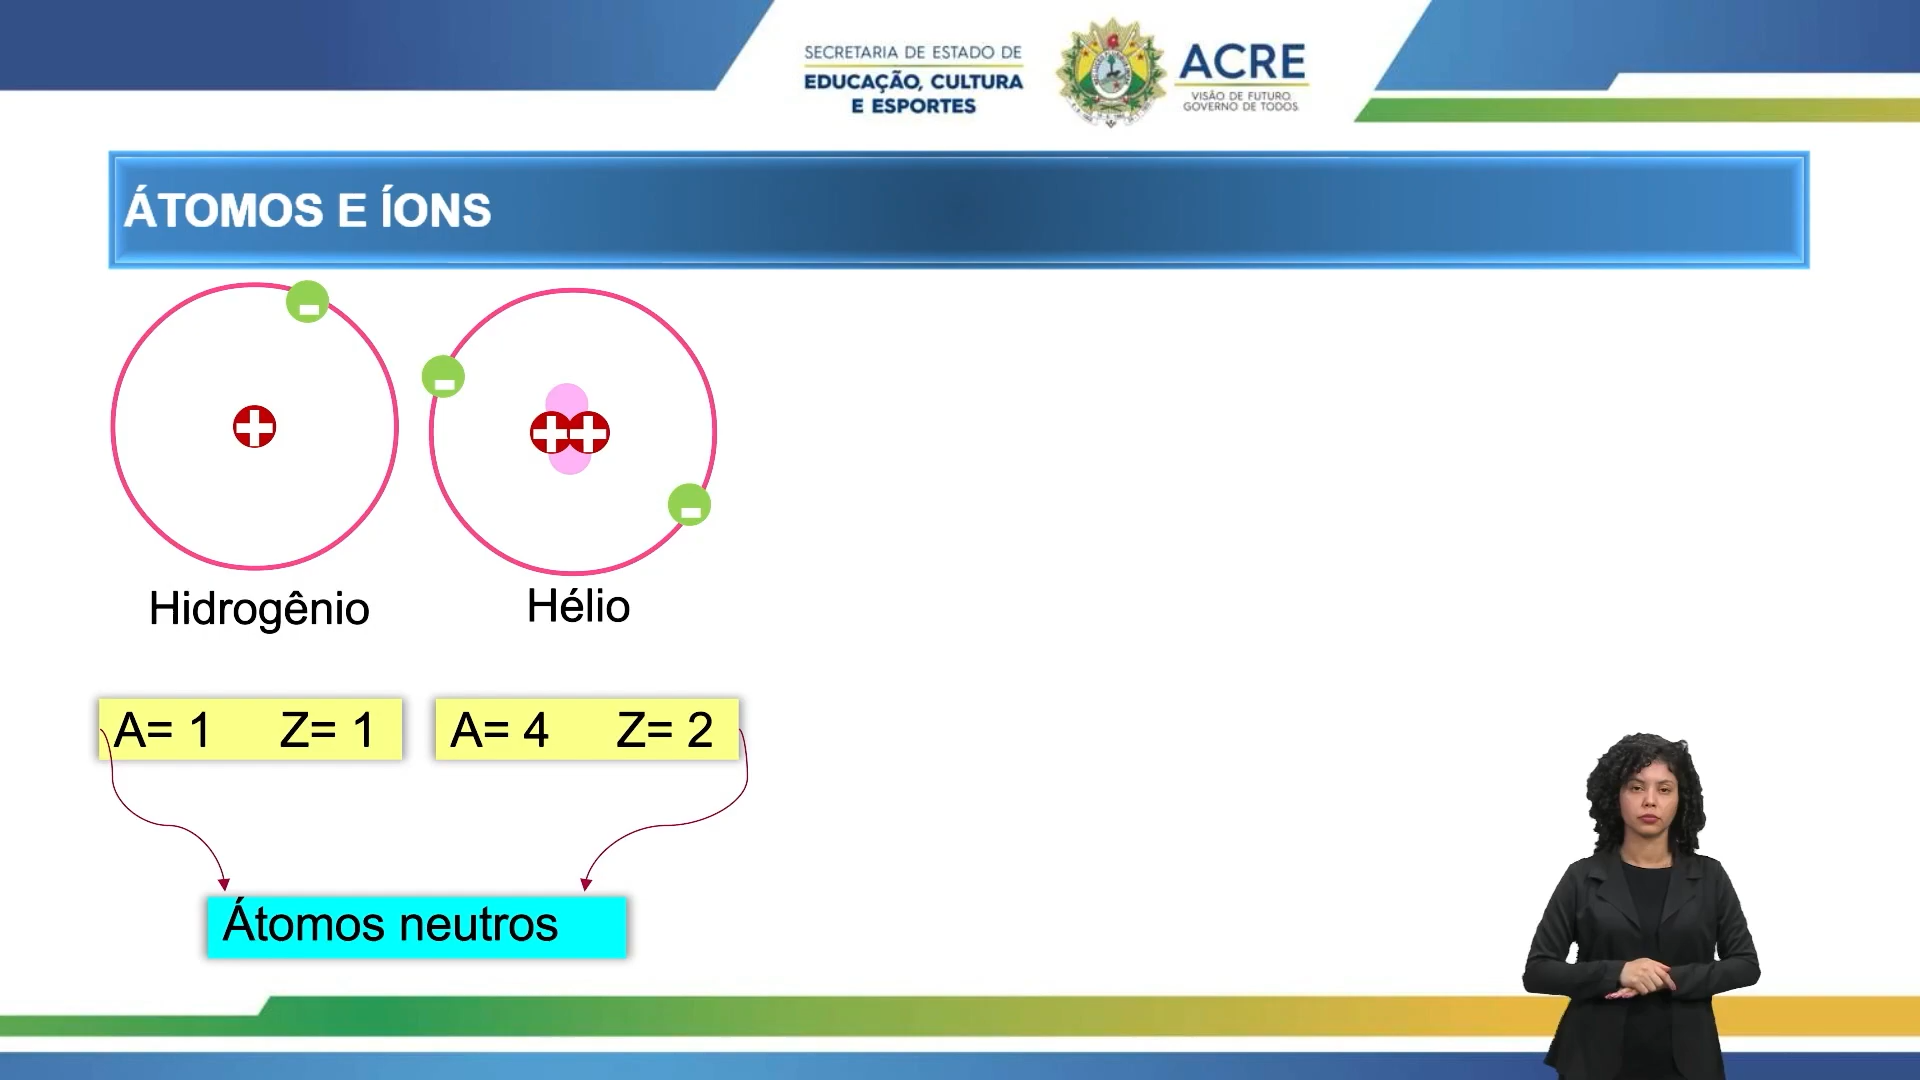 SECRETARIA DE ESTADO DE
EDUCAÇÃO, CULTURA
E ESPORTES
ACRE
VISÃO DE FUTURO,
GOVERNO DE TODOS
ÁTOMOS E ÍONS
Hidrogênio
Hélio
A= 1 Z= 1
A= 4 Z= 2
Átomos neutros